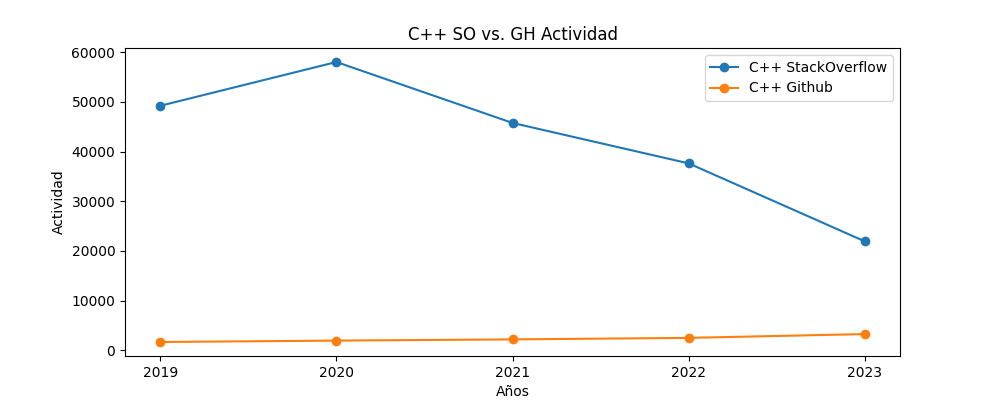 C++ SO vs. GH Actividad
C++ StackOverflow
C++ Github
Actividad
60000
50000
40000
30000
20000
10000
0
2019 2020 2021 2022 2023
Años